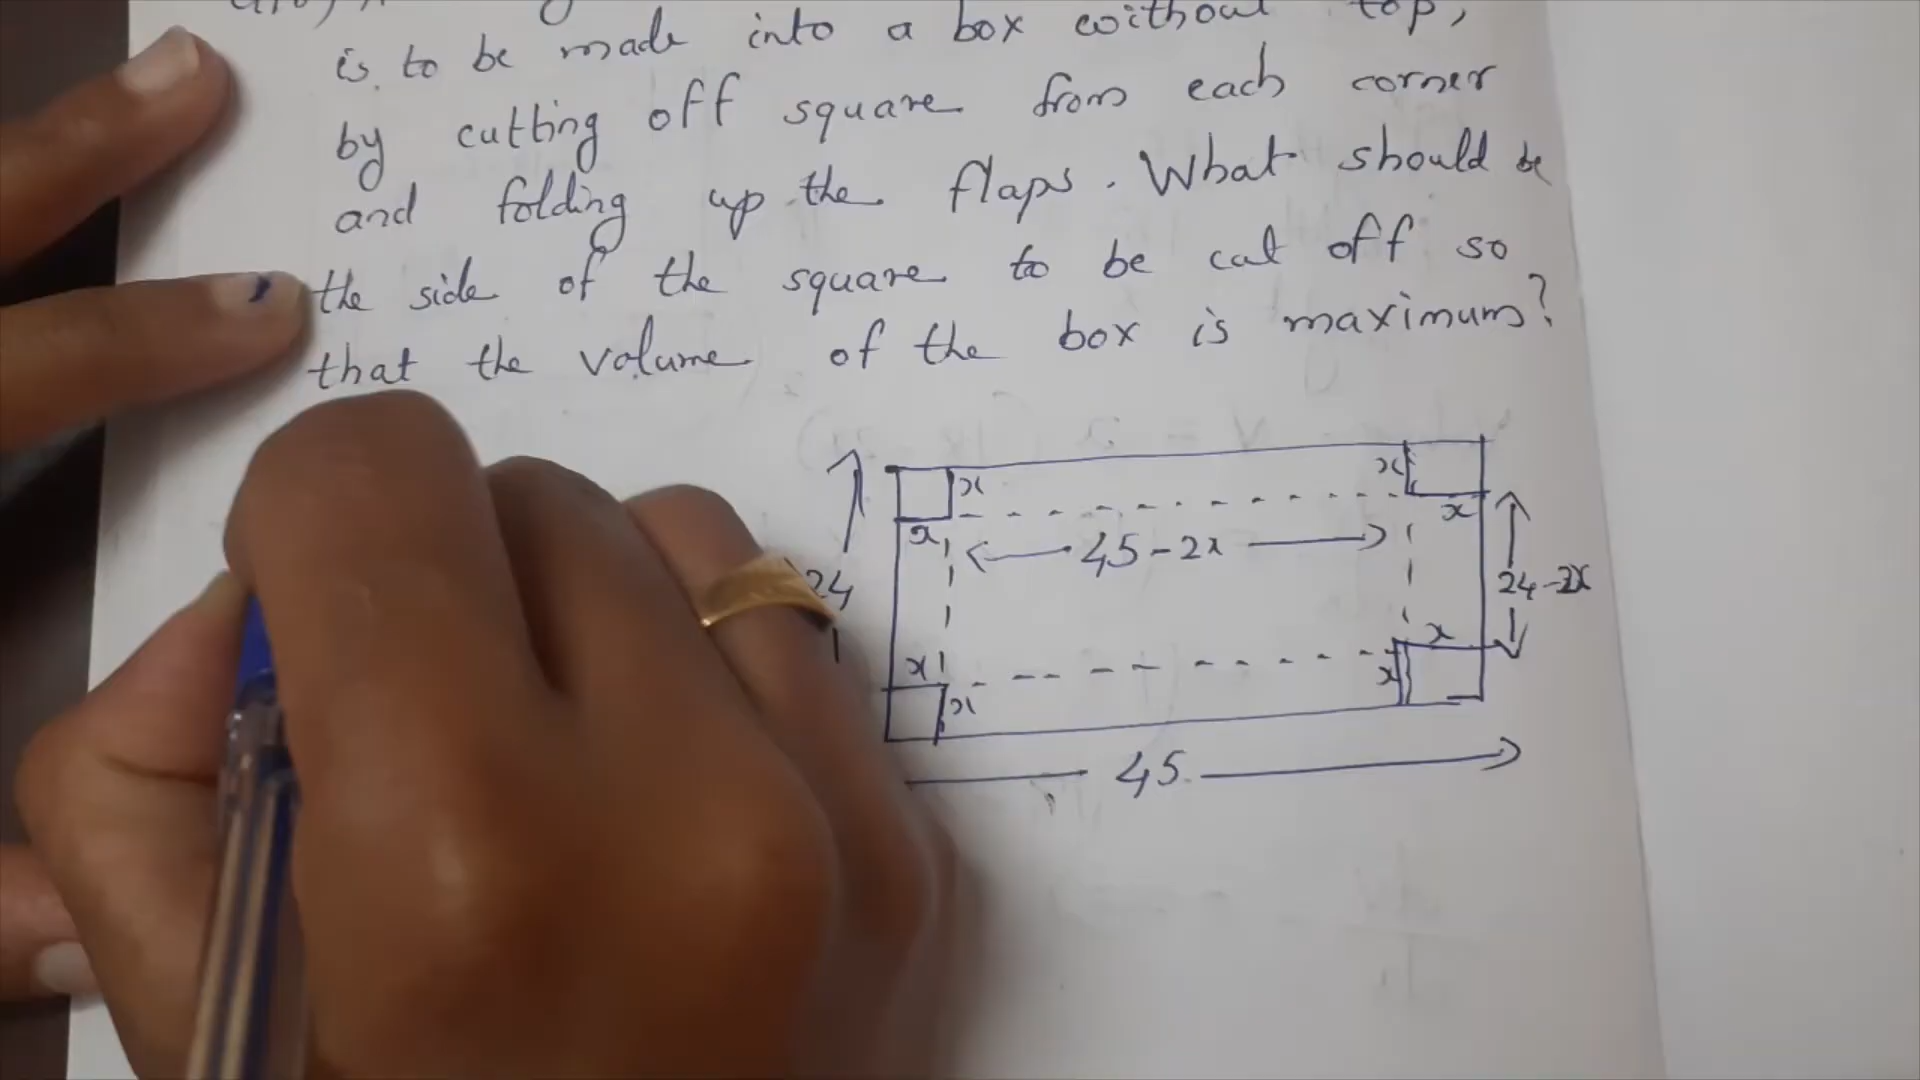 is to be made into a box without top,
by cutting off square from each corner
and folding up the flaps. What should be
the side of the square to be cut off so
that the volume of the box is maximum?
x x
x x
45-2x
24 24-2x
x x
x x
45